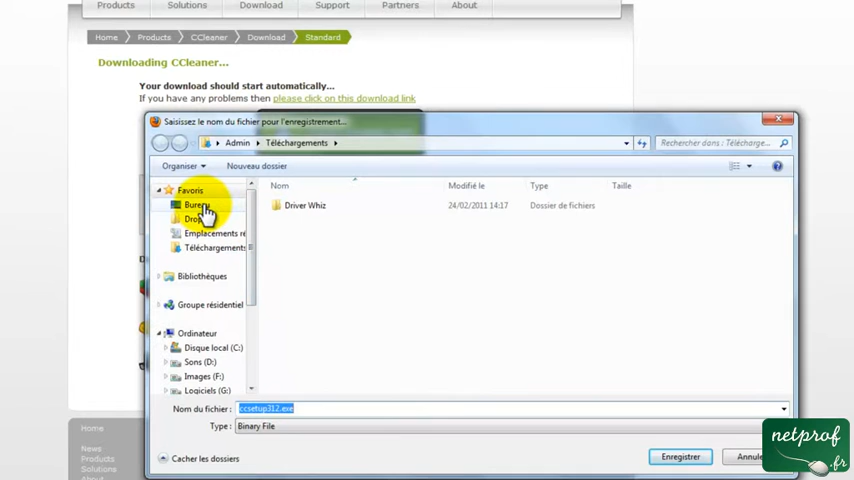 Products Solutions Download Support Partners About
Home Products CCleaner Download Standard
Downloading CCleaner...
Your download should start automatically...
If you have any problems then please click on this download link
Saisissez le nom du fichier pour l'enregistrement...
Admin Téléchargements
Rechercher dans : Télécharge...
Organiser Nouveau dossier
Nom Modifié le Type Taille
Favoris
Bureau
Driver Whiz 24/02/2011 14:17 Dossier de fichiers
Emplacements ré
Téléchargements
Bibliothèques
Groupe résidentiel
Ordinateur
Disque local (C:)
Sons (D:)
Images (F:)
Logiciels (G:)
Nom du fichier : ccsetup312.exe
Type : Binary File
Cacher les dossiers
Enregistrer
Home
News
Products
Solutions
netprof
.fr